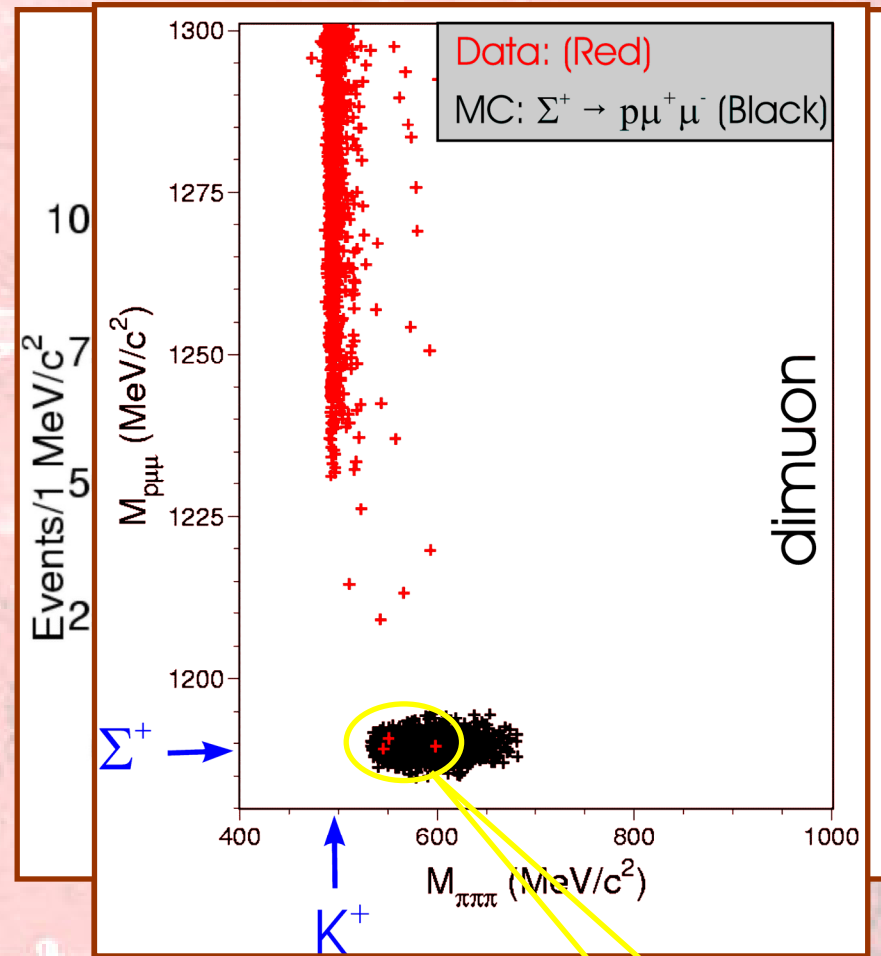 Data: (Red)
MC: Σ⁺ → pμ⁺μ⁻ (Black)
1300
1275
1250
1225
1200
M_pμμ (MeV/c²)
400
600
800
1000
M_πππ (MeV/c²)
dimuon
Σ⁺
K⁺
Events/1 MeV/c²
10
7
5
2